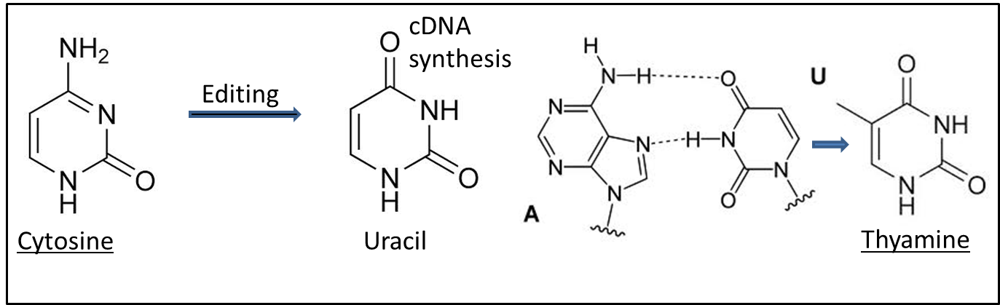 NH₂
N
N
H
O
Cytosine
Editing
O
NH
N
H
O
Uracil
cDNA
synthesis
H
N
H
N
N
N
N
A
O
H
N
O
N
U
O
NH
N
H
O
Thyamine